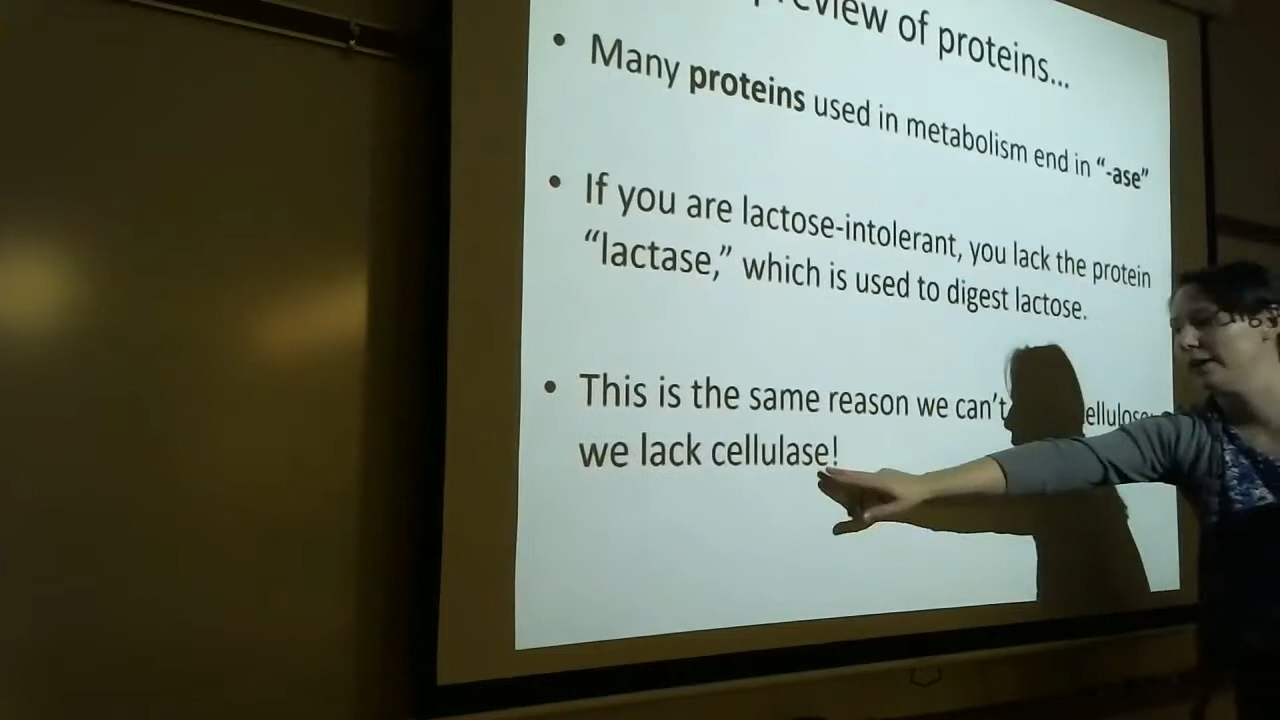 of proteins...
• Many proteins used in metabolism end in “-ase”
• If you are lactose-intolerant, you lack the protein
“lactase,” which is used to digest lactose.
• This is the same reason we can't
we lack cellulase!